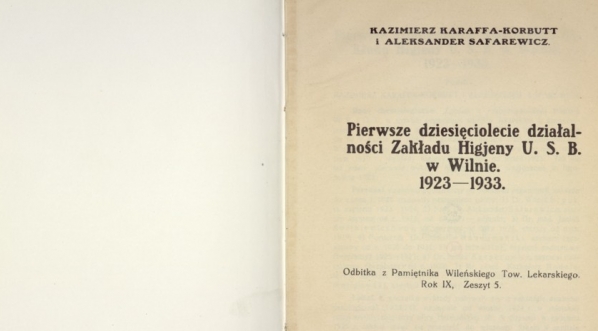 KAZIMIERZ KARAFFA-KORBUTT
i ALEKSANDER SAFAREWICZ.
Pierwsze dziesięciolecie działal-
ności Zakładu Higjeny U. S. B.
w Wilnie.
1923—1933.
Odbitka z Pamiętnika Wileńskiego Tow. Lekarskiego.
Rok IX, Zeszyt 5.